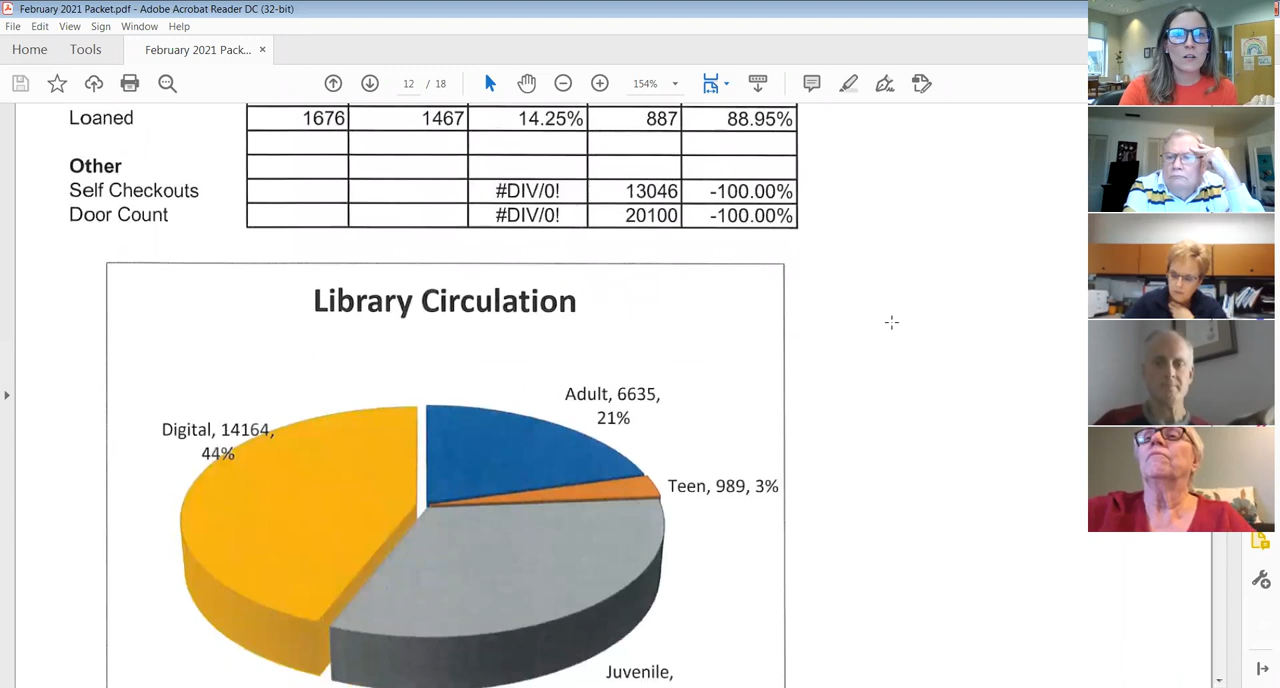 February 2021 Packet.pdf - Adobe Acrobat Reader DC (32-bit)
File Edit View Sign Window Help
Home Tools February 2021 Pack... ×
12 / 18 154%
Loaned 1676 1467 14.25% 887 88.95%
Other
Self Checkouts #DIV/0! 13046 -100.00%
Door Count #DIV/0! 20100 -100.00%
Library Circulation
Adult, 6635,
21%
Digital, 14164,
44%
Teen, 989, 3%
Juvenile,